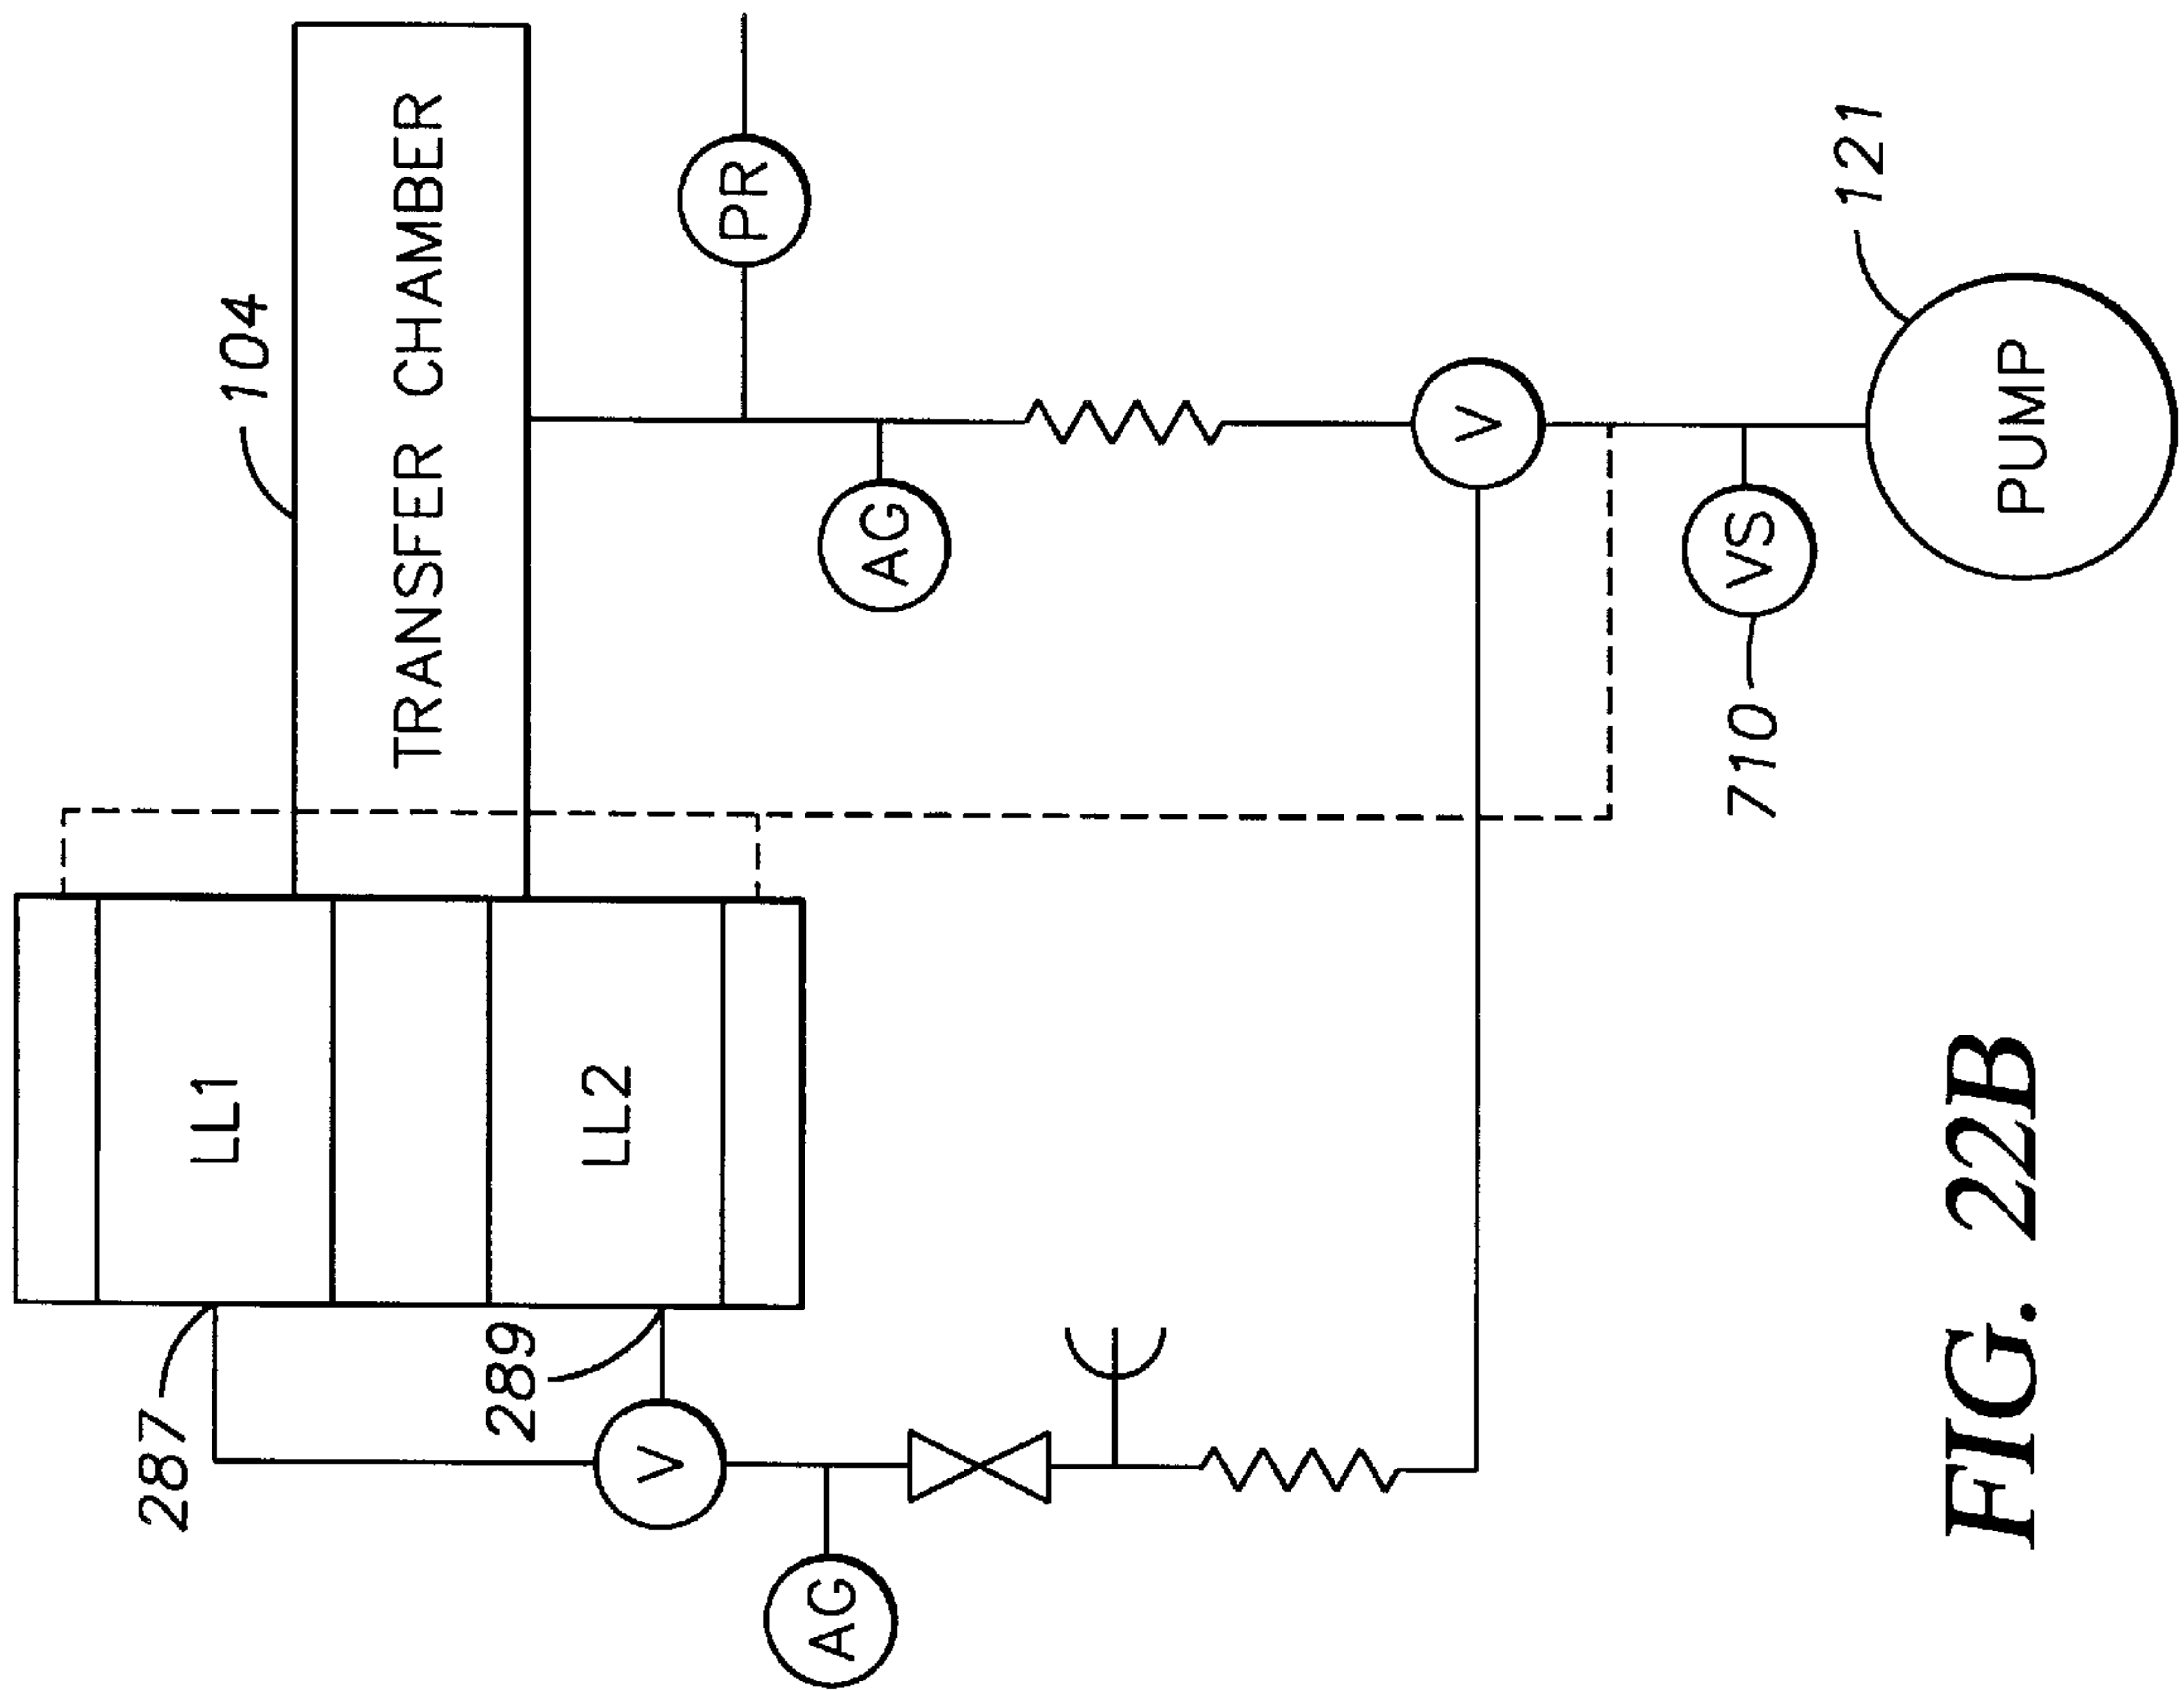 287
LL1
104
TRANSFER CHAMBER
289
LL2
V
PR
AG
AG
V
710
VS
121
PUMP
FIG. 22B